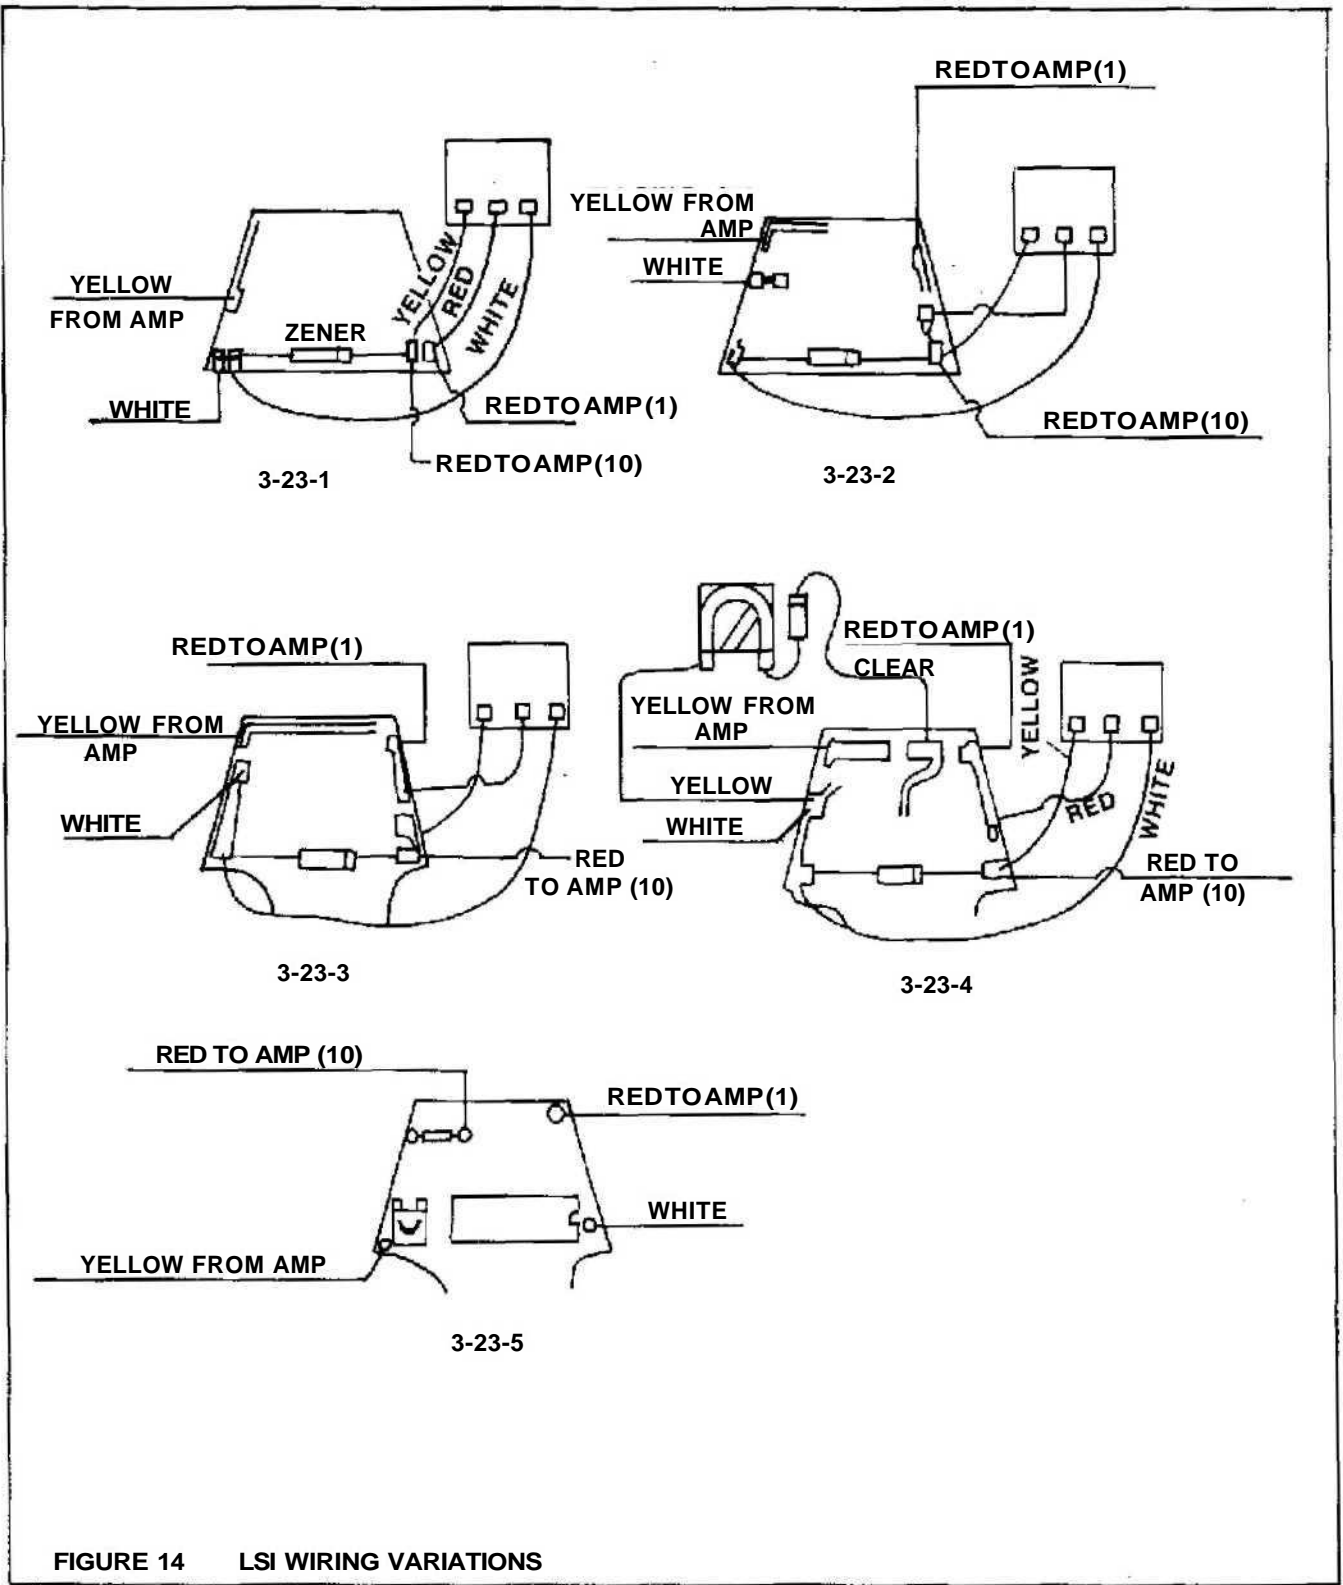 REDTOAMP(1)
YELLOW FROM
AMP
WHITE
YELLOW
FROM AMP
ZENER
YELLOW
RED
WHITE
WHITE
REDTOAMP(1)
REDTOAMP(10)
3-23-1
REDTOAMP(10)
3-23-2
REDTOAMP(1)
YELLOW FROM
AMP
WHITE
RED
TO AMP (10)
3-23-3
REDTOAMP(1)
CLEAR
YELLOW FROM
AMP
YELLOW
WHITE
YELLOW
RED
WHITE
RED TO
AMP (10)
3-23-4
RED TO AMP (10)
REDTOAMP(1)
WHITE
YELLOW FROM AMP
3-23-5
FIGURE 14 LSI WIRING VARIATIONS